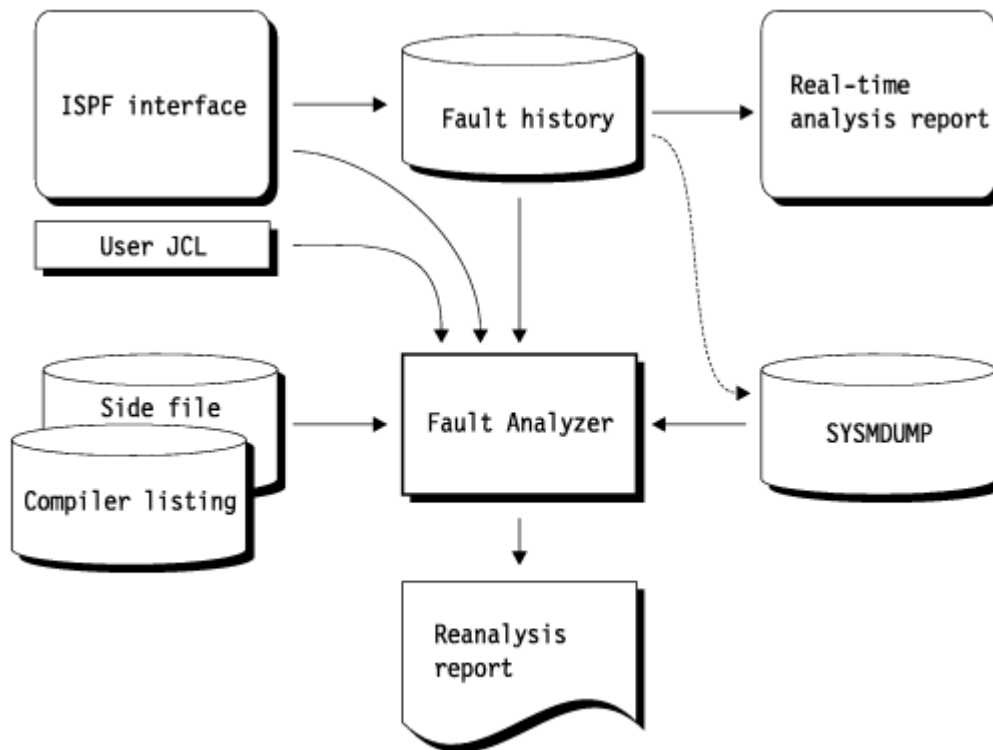 ISPF interface
Fault history
Real-time
analysis report
User JCL
Side file
Compiler listing
Fault Analyzer
SYSMDUMP
Reanalysis
report